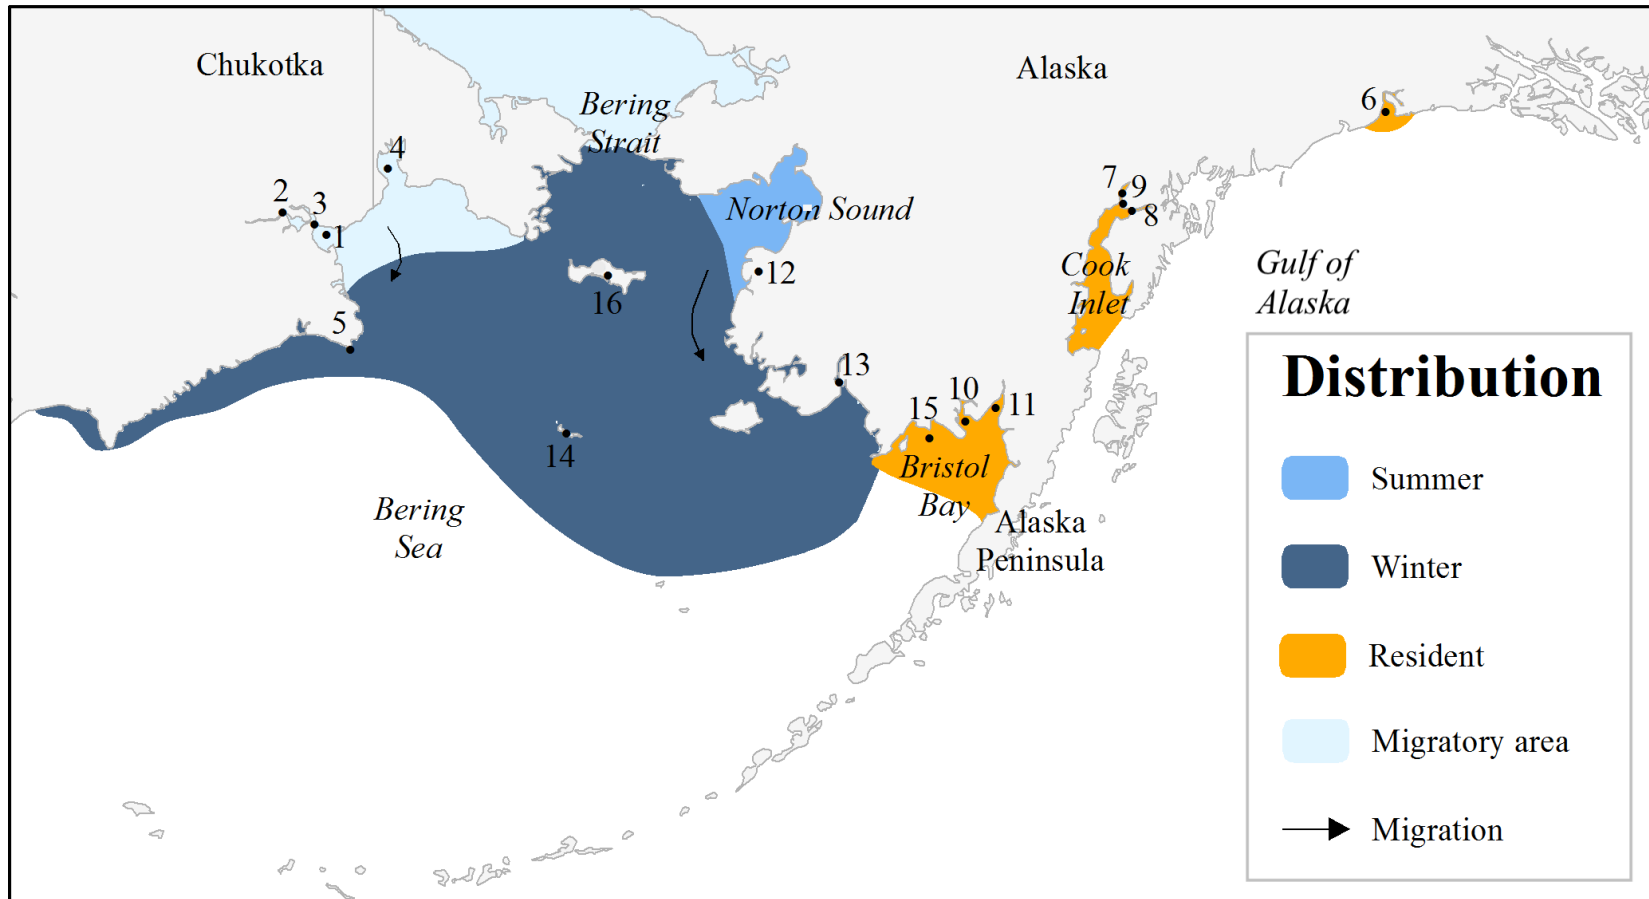 Chukotka
Alaska
Bering
Strait
6
4
2
3
1
7
9
8
Norton Sound
12
Cook
Inlet
Gulf of
Alaska
16
5
13
10
11
15
14
Bristol
Bay
Bering
Sea
Alaska
Peninsula
Distribution
Summer
Winter
Resident
Migratory area
Migration